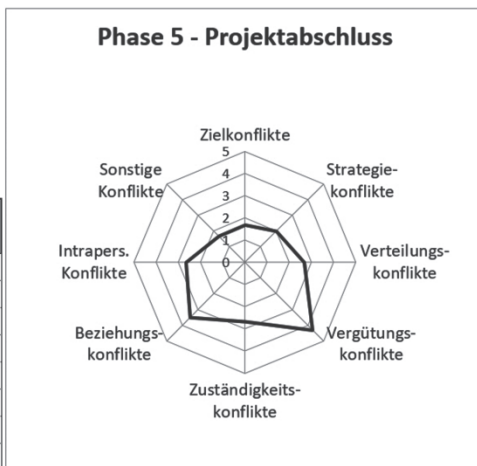 Phase 5 - Projektabschluss
Zielkonflikte
5
4
3
2
1
0
Strategie-
konflikte
Verteilungs-
konflikte
Vergütungs-
konflikte
Zuständigkeits-
konflikte
Beziehungs-
konflikte
Intrapers.
Konflikte
Sonstige
Konflikte